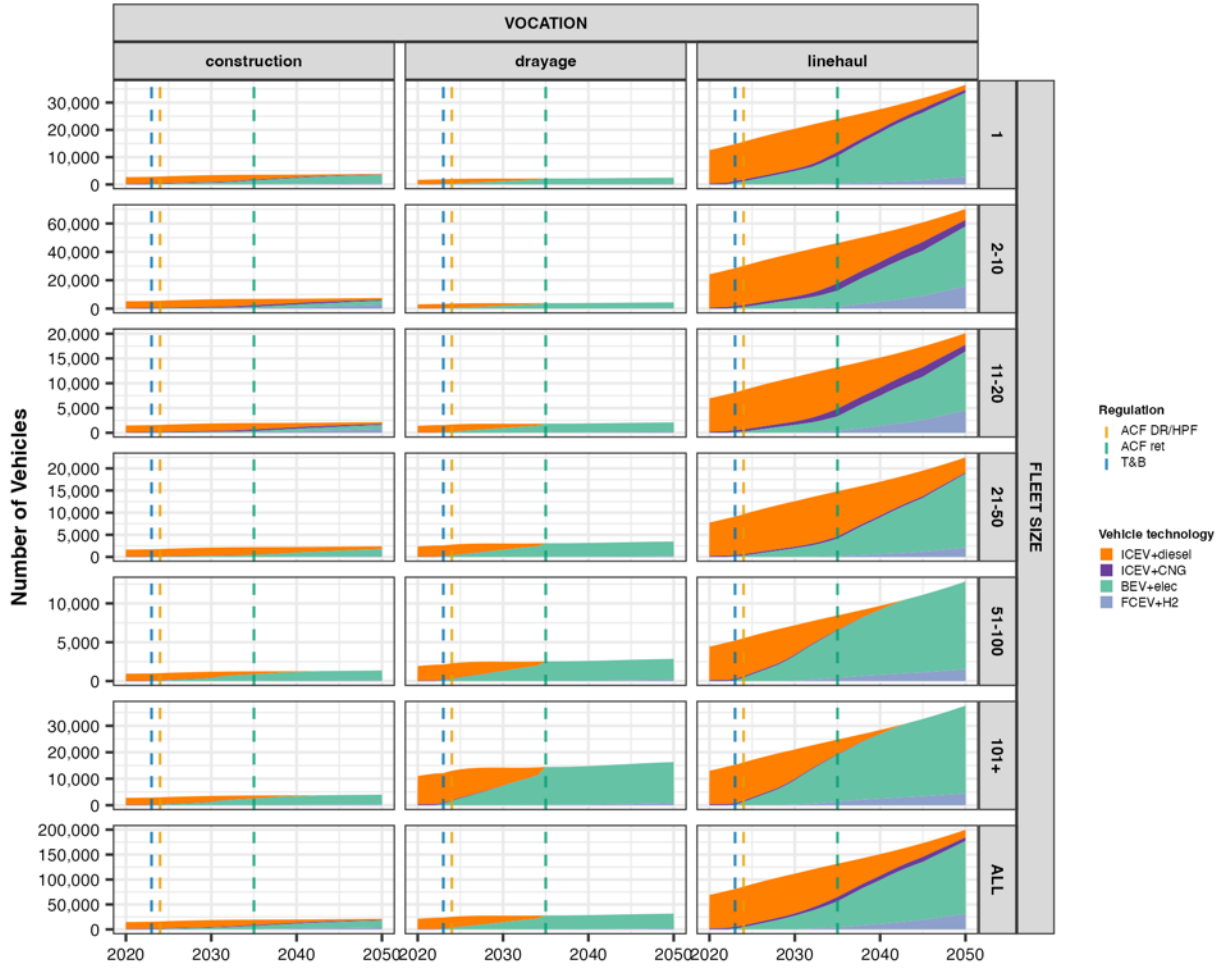 VOCATION
construction drayage linehaul
30,000
20,000
10,000
0
1
60,000
40,000
20,000
0
2-10
20,000
15,000
10,000
5,000
0
11-20
20,000
15,000
10,000
5,000
0
21-50
10,000
5,000
0
51-100
30,000
20,000
10,000
0
101+
200,000
150,000
100,000
50,000
0
ALL
2020 2030 2040 2050 2020 2030 2040 2050 2020 2030 2040 2050
Number of Vehicles
FLEET SIZE
Regulation
ACF DR/HPF
ACF ret
T&B
Vehicle technology
ICEV+diesel
ICEV+CNG
BEV+elec
FCEV+H2